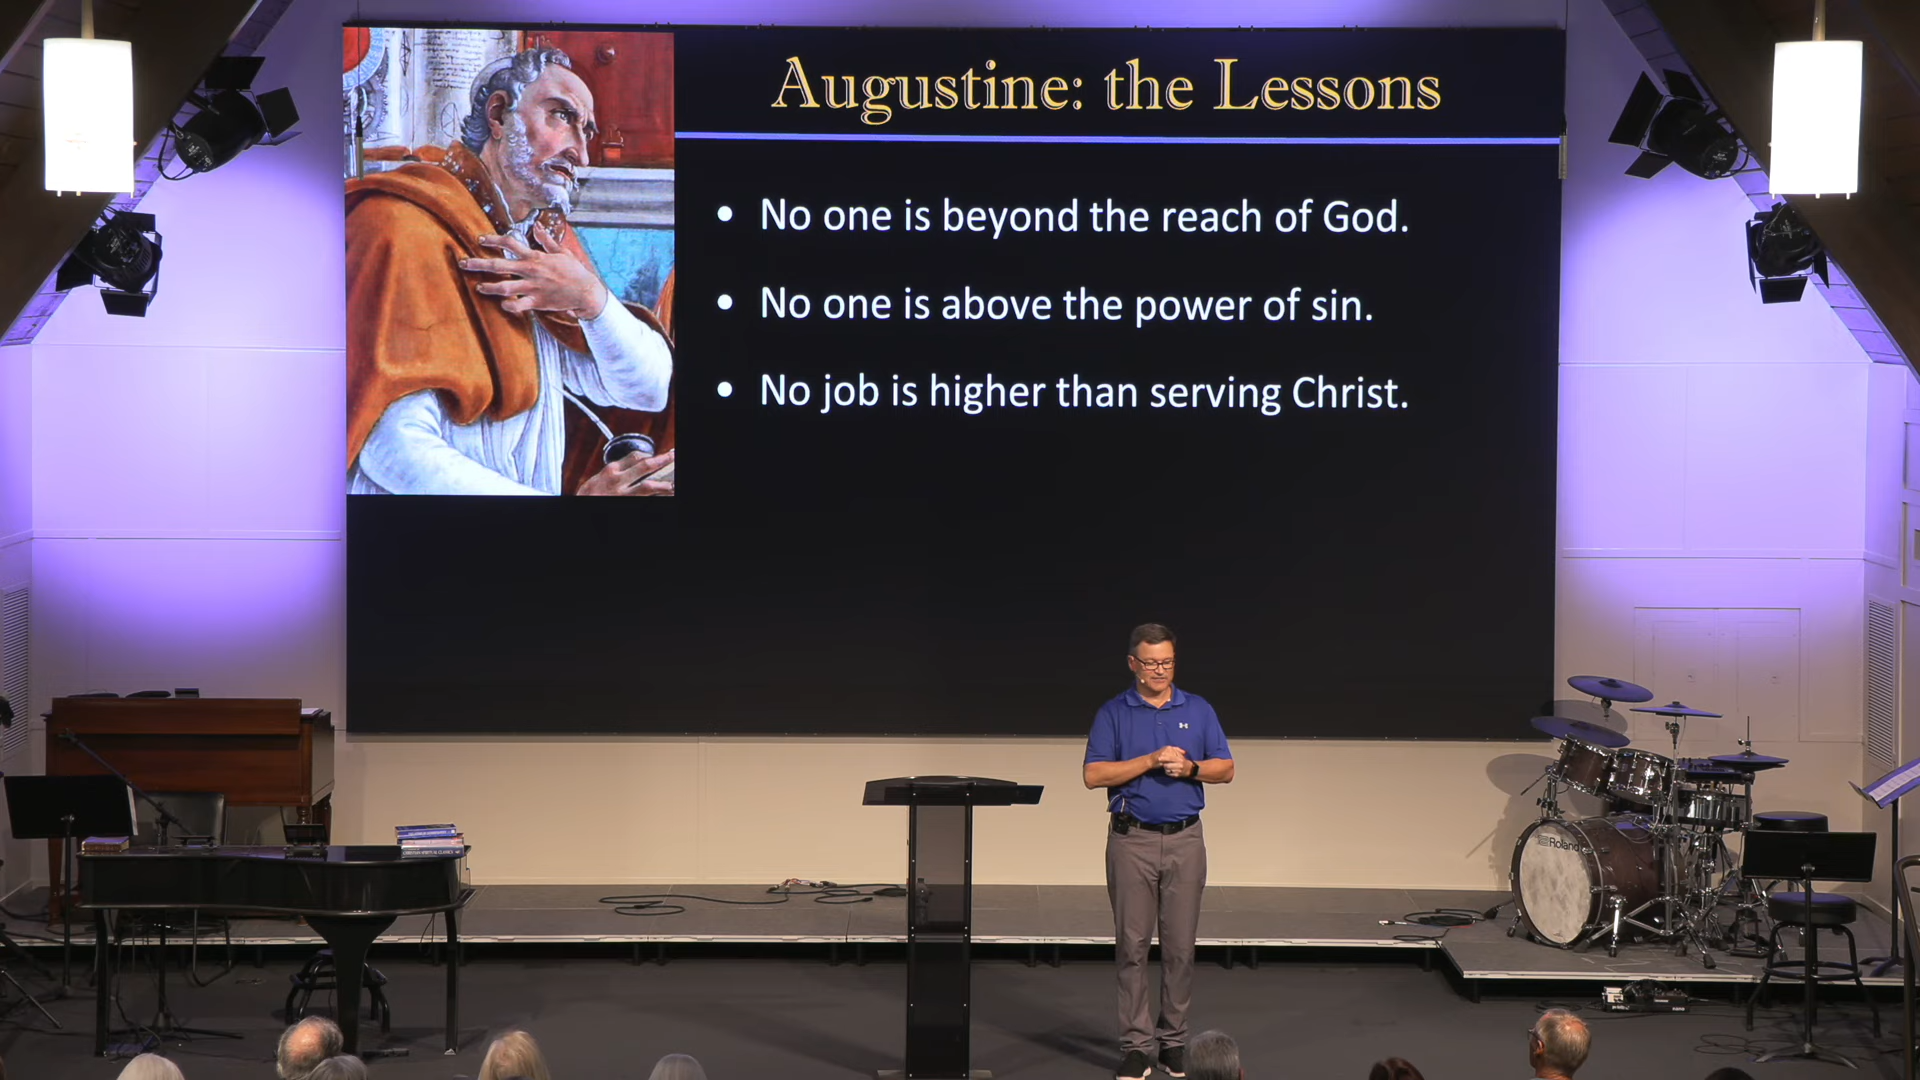 Augustine: the Lessons
• No one is beyond the reach of God.
• No one is above the power of sin.
• No job is higher than serving Christ.
Roland